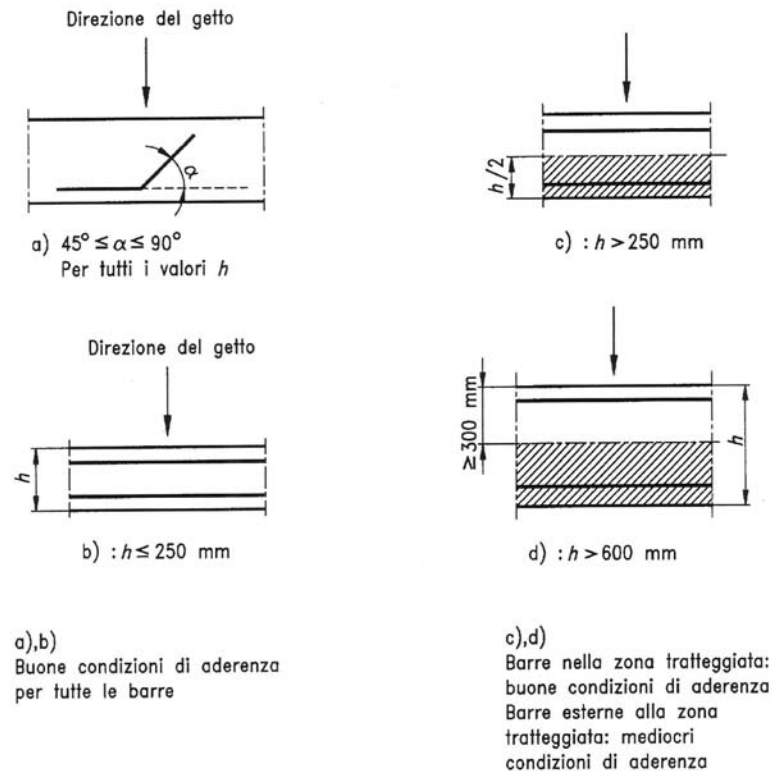 Direzione del getto
α
a) 45° ≤ α ≤ 90°
Per tutti i valori h
h/2
c) : h > 250 mm
Direzione del getto
h
b) : h ≤ 250 mm
≥300 mm
h
d) : h > 600 mm
a),b)
Buone condizioni di aderenza
per tutte le barre
c),d)
Barre nella zona tratteggiata:
buone condizioni di aderenza
Barre esterne alla zona
tratteggiata: mediocri
condizioni di aderenza